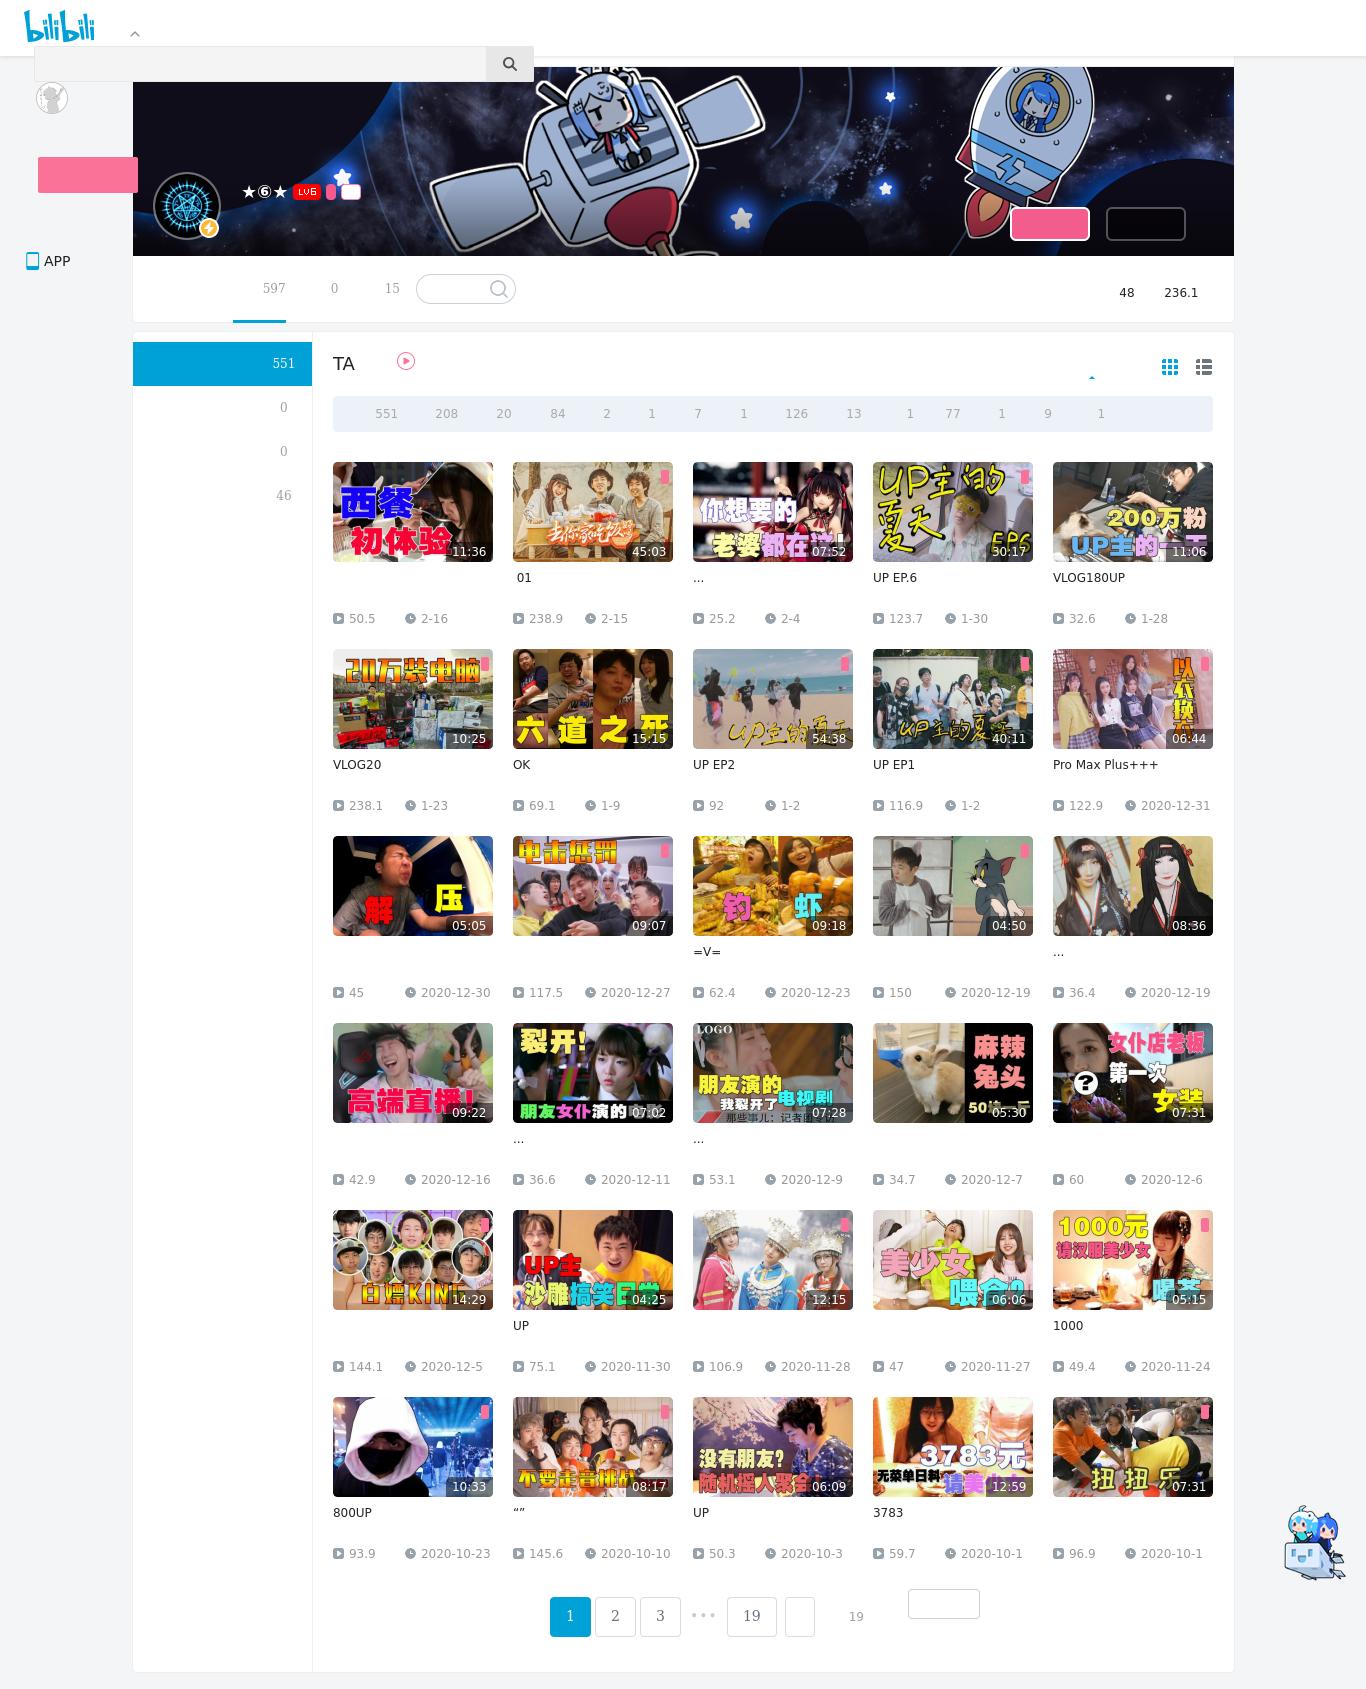 bilibili
★⑥★ LV6
APP
597 0 15
48 236.1
551
0
0
46
TA
551 208 20 84 2 1 7 1 126 13 1 77 1 9 1
西餐
初体验
11:36
去你家吃饭
45:03
你想要的
老婆都在这!
07:52
UP主的
夏天
EP6
30:17
200万粉
UP主的一天
11:06
01
...
UP EP.6
VLOG180UP
50.5 2-16
238.9 2-15
25.2 2-4
123.7 1-30
32.6 1-28
20万装电脑
10:25
六道之死
15:15
UP主的夏天
54:38
UP主的夏天
40:11
以衣换衣
06:44
VLOG20
OK
UP EP2
UP EP1
Pro Max Plus+++
238.1 1-23
69.1 1-9
92 1-2
116.9 1-2
122.9 2020-12-31
解压
05:05
电击惩罚
09:07
钓虾
09:18
04:50
08:36
=V=
...
45 2020-12-30
117.5 2020-12-27
62.4 2020-12-23
150 2020-12-19
36.4 2020-12-19
高端直播!
09:22
裂开!
朋友女仆演的电影
07:02
LOGO
朋友演的
我裂开了电视剧
那些事儿：记者
07:28
麻辣
兔头
05:30
女仆店老板
第一次
?
女装
07:31
...
...
42.9 2020-12-16
36.6 2020-12-11
53.1 2020-12-9
34.7 2020-12-7
60 2020-12-6
白嫖KING
14:29
UP主
沙雕搞笑日常
04:25
12:15
美少女
喂食?
06:06
1000元
请汉服美少女
喝茶
05:15
UP
1000
144.1 2020-12-5
75.1 2020-11-30
106.9 2020-11-28
47 2020-11-27
49.4 2020-11-24
10:33
不要走音挑战
08:17
没有朋友?
随机摇人聚会!
06:09
3783元
无菜单日料
请美少女
12:59
扭扭乐
07:31
800UP
“”
UP
3783
93.9 2020-10-23
145.6 2020-10-10
50.3 2020-10-3
59.7 2020-10-1
96.9 2020-10-1
1 2 3 ••• 19 19